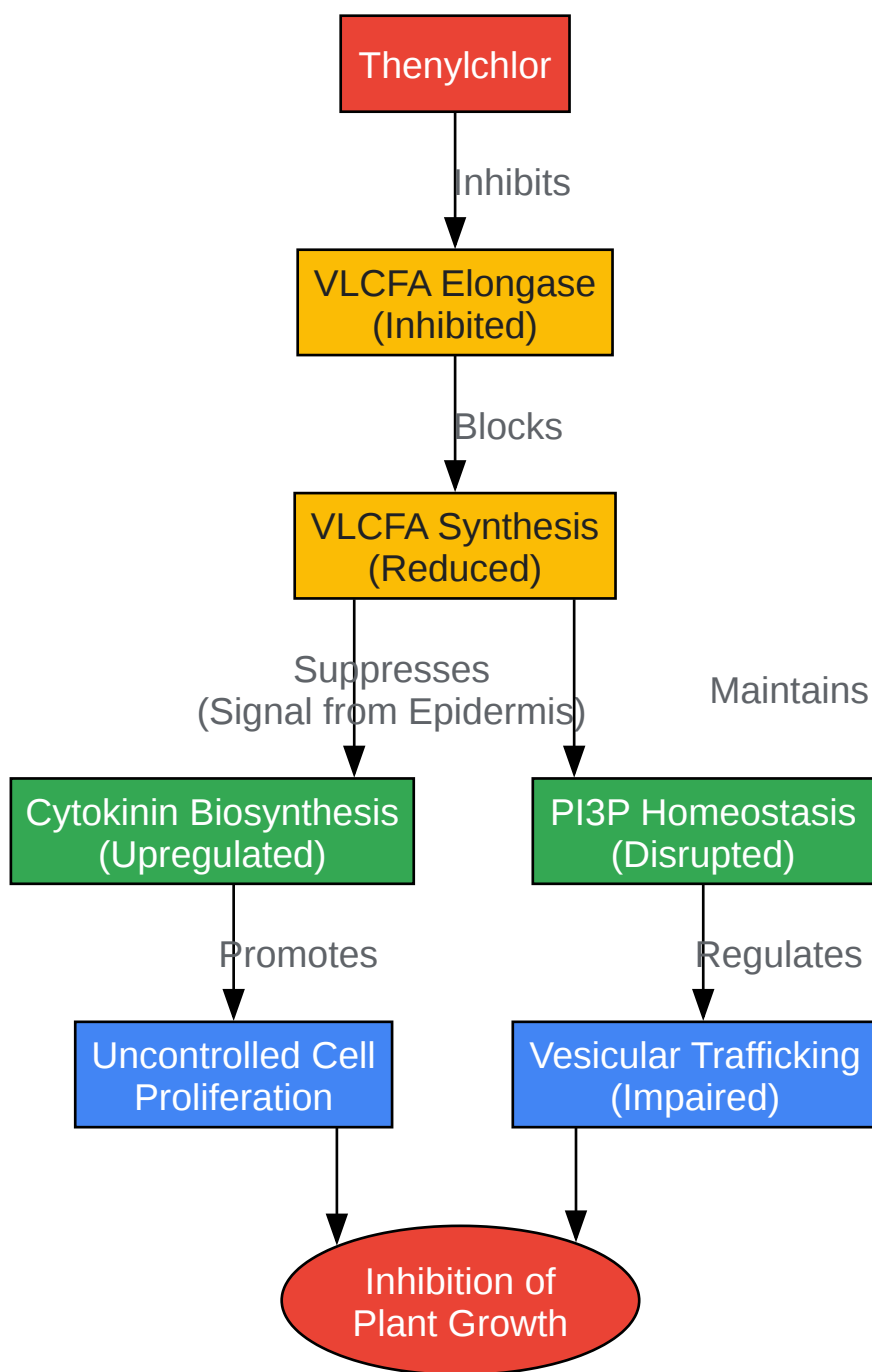 Thenylchlor
Inhibits
VLCFA Elongase
(Inhibited)
Blocks
VLCFA Synthesis
(Reduced)
Suppresses
(Signal from Epidermis)
Maintains
Cytokinin Biosynthesis
(Upregulated)
PI3P Homeostasis
(Disrupted)
Promotes
Regulates
Uncontrolled Cell
Proliferation
Vesicular Trafficking
(Impaired)
Inhibition of
Plant Growth